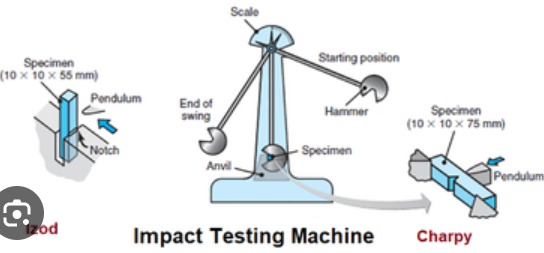 Scale
Specimen
(10 × 10 × 55 mm)
Pendulum
Notch
Izod
Starting position
End of
swing
Hammer
Specimen
Anvil
Impact Testing Machine
Specimen
(10 × 10 × 75 mm)
Pendulum
Charpy